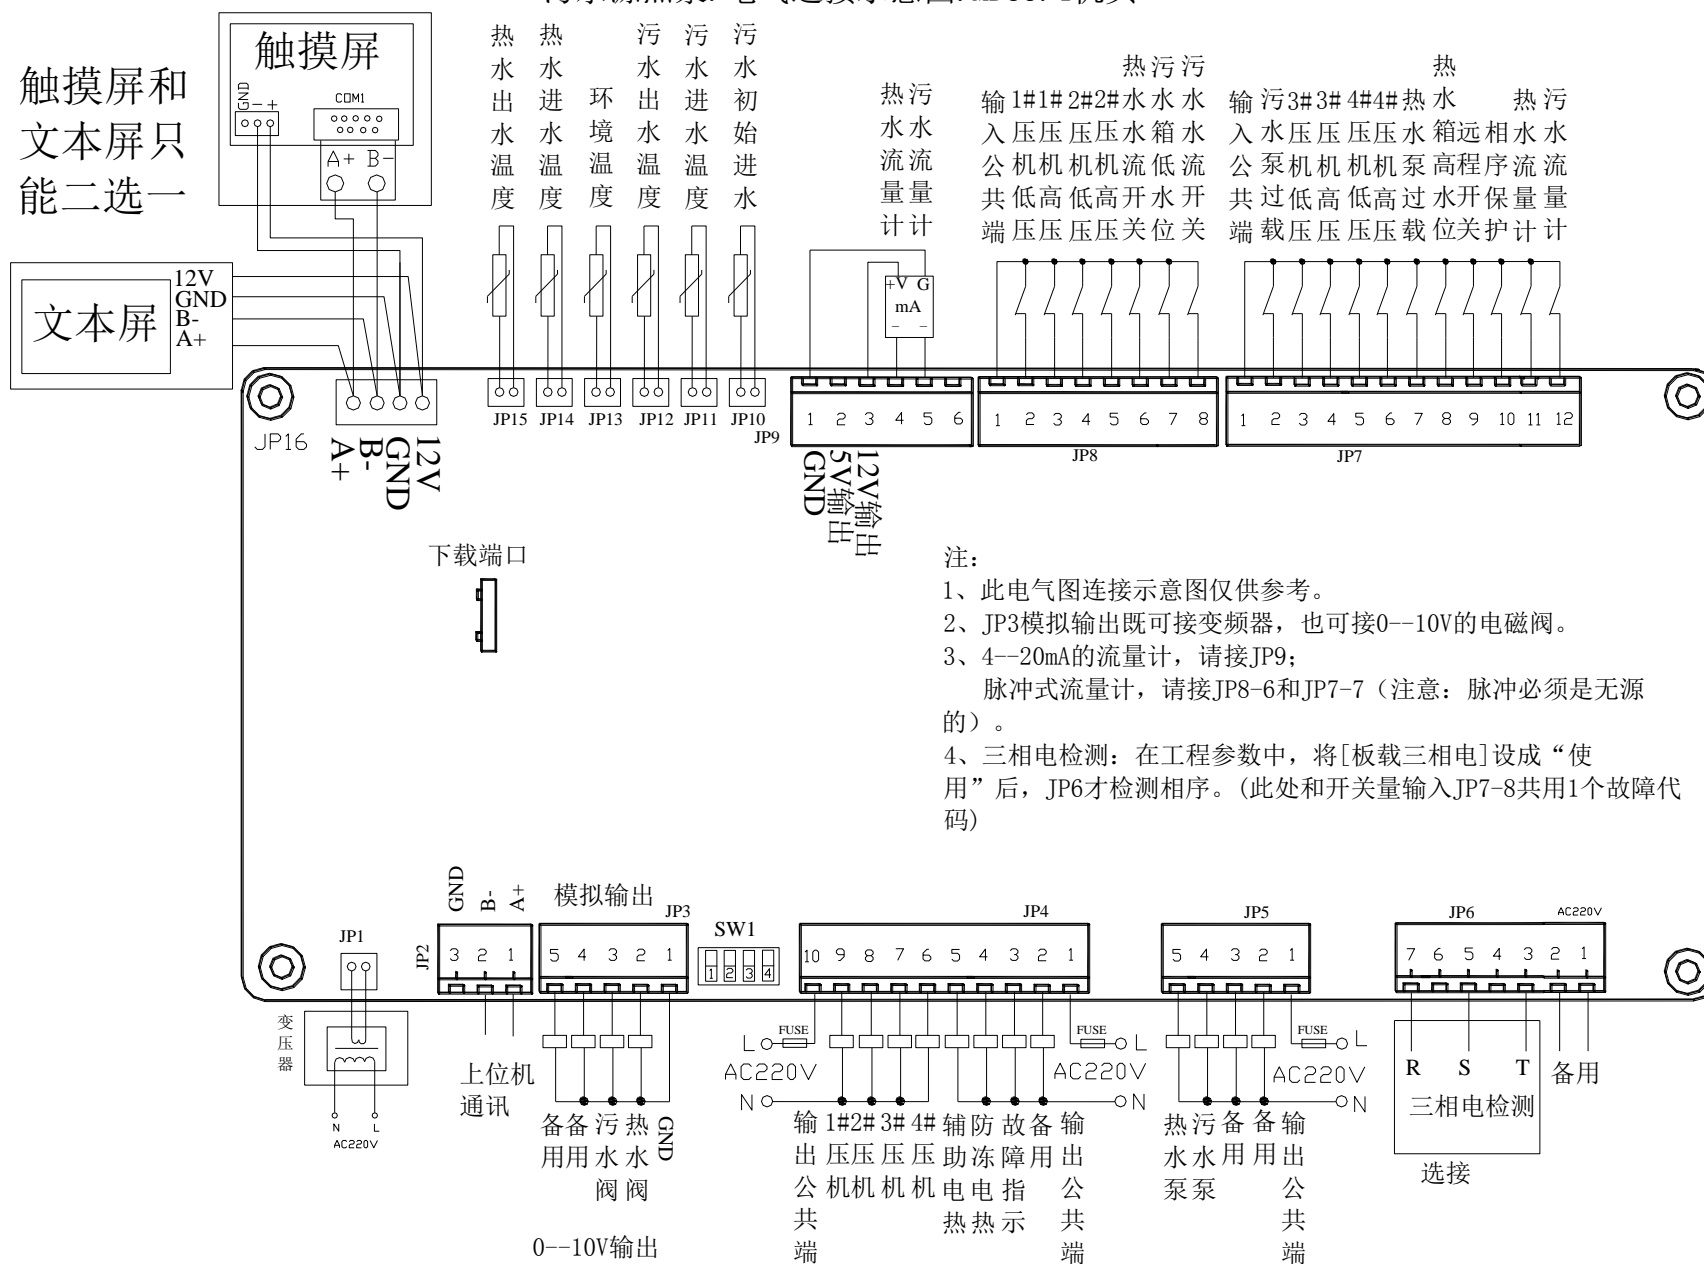 触摸屏和
文本屏只
能二选一
触摸屏
GND
-
+
COM1
A+ B-
文本屏
12V
GND
B-
A+
热水出水温度
热水进水温度
环境温度
污水出水温度
污水进水温度
污水初始进水
热水流量计
污水流量计
+V G
mA
- -
输入公共端
1#压机低压
1#压机高压
2#压机低压
2#压机高压
热水水流开关
污水水箱低水位
污水水流开关
输入公共端
污水泵过载
3#压机低压
3#压机高压
4#压机低压
4#压机高压
热水泵过载
热水箱高水位
远程开关
相序保护
热水流量计
污水流量计
JP16
A+
B-
GND
12V
JP15
JP14
JP13
JP12
JP11
JP10
JP9
1 2 3 4 5 6
GND
5V输出
12V输出
1 2 3 4 5 6 7 8
JP8
1 2 3 4 5 6 7 8 9 10 11 12
JP7
下载端口
注:
1、此电气图连接示意图仅供参考。
2、JP3模拟输出既可接变频器，也可接0--10V的电磁阀。
3、4--20mA的流量计，请接JP9；
脉冲式流量计，请接JP8-6和JP7-7（注意：脉冲必须是无源
的）。
4、三相电检测：在工程参数中，将[板载三相电]设成“使
用”后，JP6才检测相序。(此处和开关量输入JP7-8共用1个故障代
码)
JP1
变压器
N L
AC220V
JP2
GND
B-
A+
3 2 1
上位机
通讯
模拟输出
JP3
5 4 3 2 1
备用
备用
污水阀
热水阀
GND
0--10V输出
SW1
1 2 3 4
JP4
10 9 8 7 6 5 4 3 2 1
L
FUSE
AC220V
N
FUSE
L
AC220V
N
输出公共端
1#压机
2#压机
3#压机
4#压机
辅助电热
防冻电热
故障指示
备用
输出公共端
JP5
5 4 3 2 1
FUSE
L
AC220V
N
热水泵
污水泵
备用
备用
输出公共端
JP6
AC220V
7 6 5 4 3 2 1
R S T
三相电检测
备用
选接